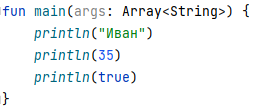 fun main(args: Array<String>) {
    println("Иван")
    println(35)
    println(true)
}